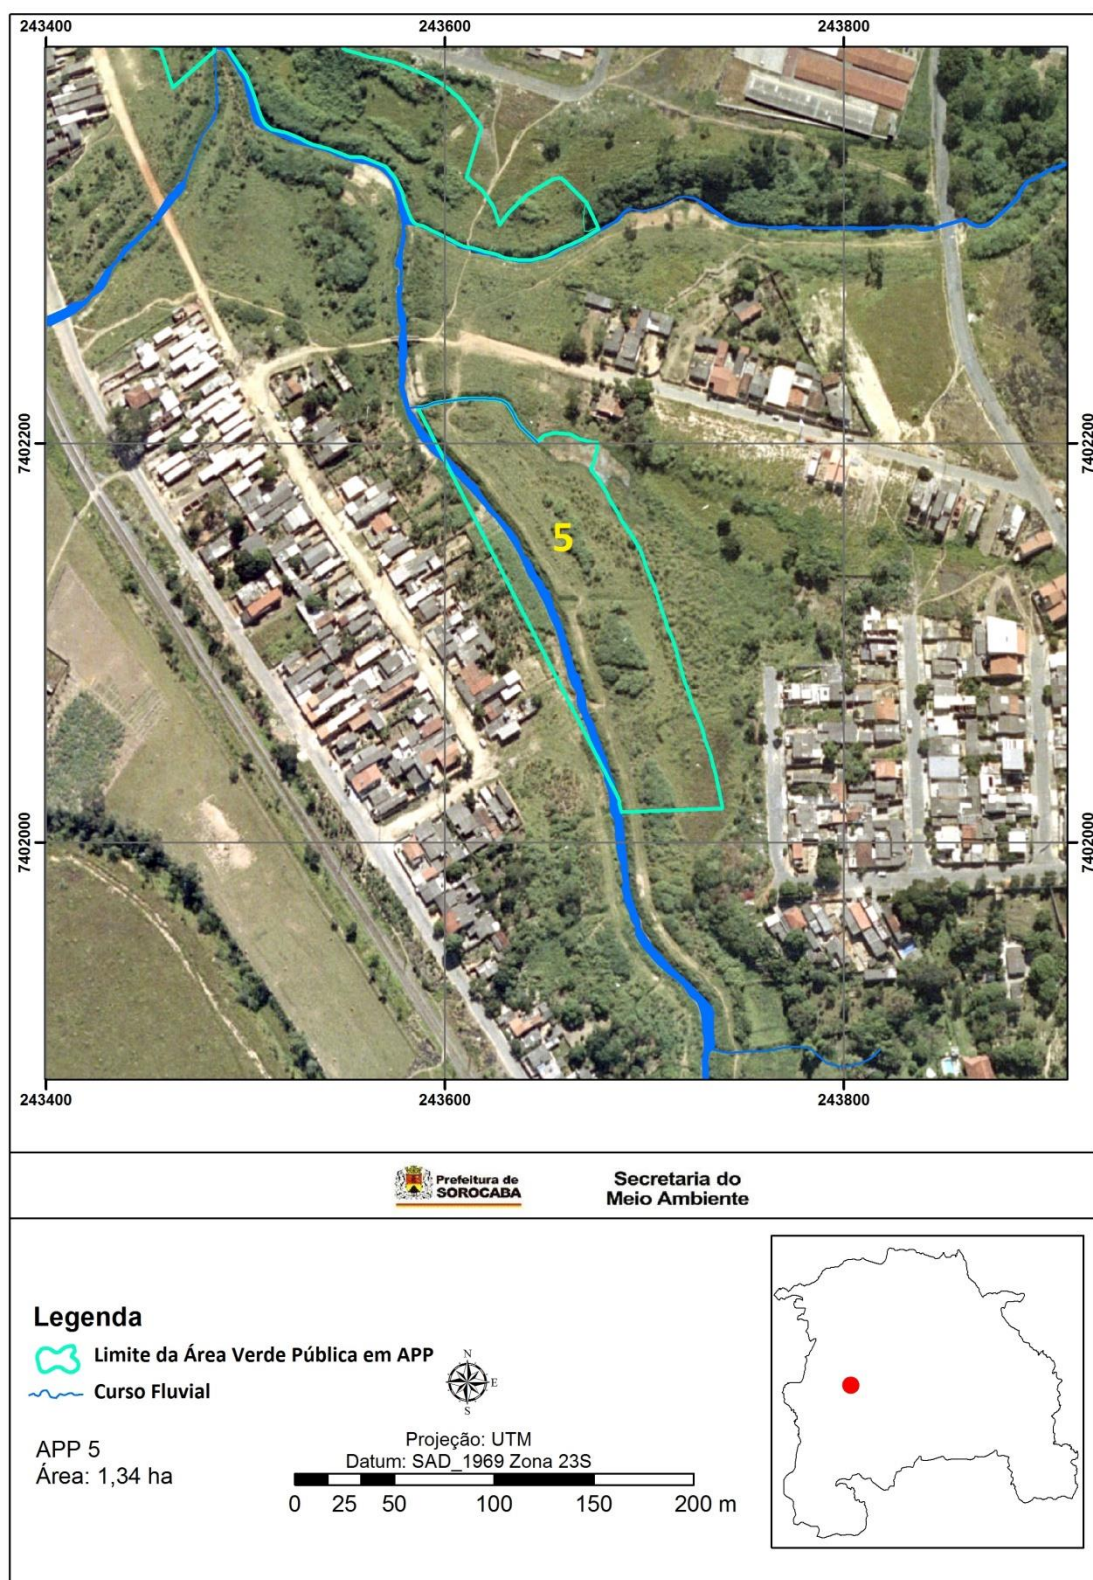 243400 243600 243800
7402200 7402200
5
7402000 7402000
243400 243600 243800
Prefeitura de
SOROCABA
Secretaria do
Meio Ambiente
Legenda
Limite da Área Verde Pública em APP
Curso Fluvial
N
E
S
APP 5
Área: 1,34 ha
Projeção: UTM
Datum: SAD_1969 Zona 23S
0 25 50 100 150 200 m